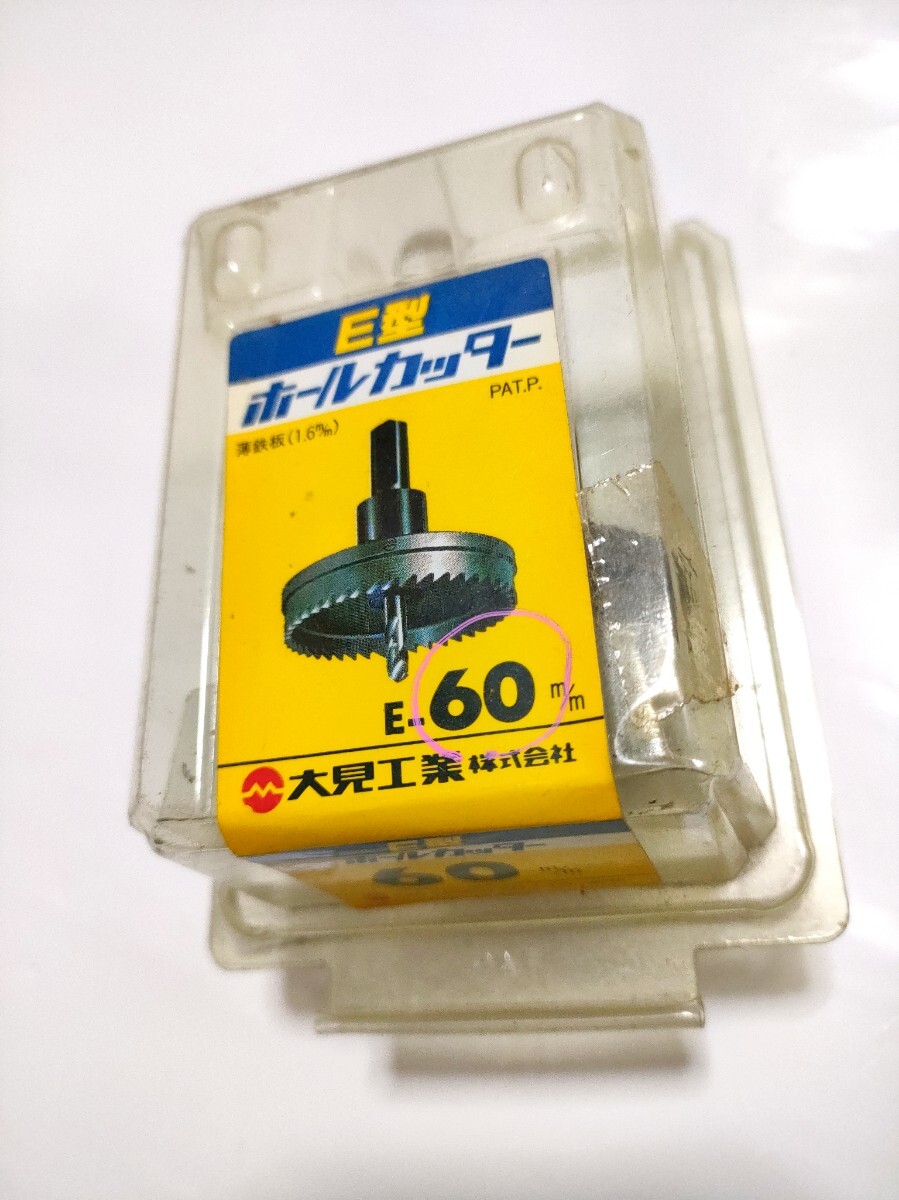 E型
ホールカッター
PAT.P.
薄鉄板(1.6m/m)
E-60 m/m
大見工業株式会社
E型
ホールカッター
60 m/m